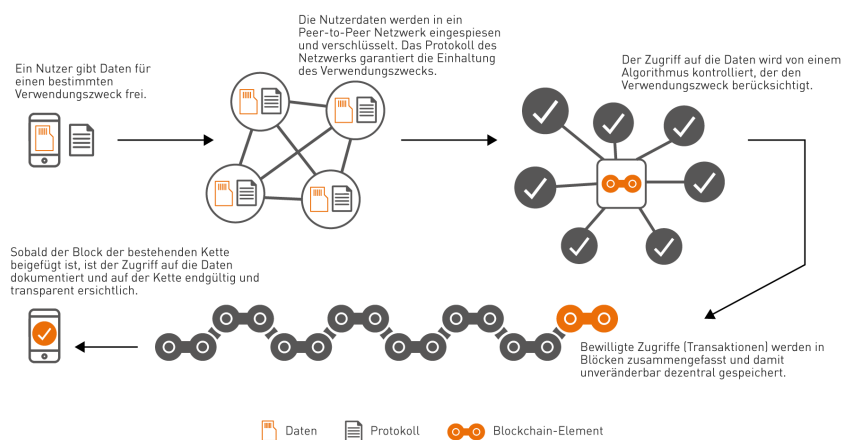 Ein Nutzer gibt Daten für
einen bestimmten
Verwendungszweck frei.
Die Nutzerdaten werden in ein
Peer-to-Peer Netzwerk eingespiesen
und verschlüsselt. Das Protokoll des
Netzwerks garantiert die Einhaltung
des Verwendungszwecks.
Der Zugriff auf die Daten wird von einem
Algorithmus kontrolliert, der den
Verwendungszweck berücksichtigt.
Bewilligte Zugriffe (Transaktionen) werden in
Blöcken zusammengefasst und damit
unveränderbar dezentral gespeichert.
Sobald der Block der bestehenden Kette
beigefügt ist, ist der Zugriff auf die Daten
dokumentiert und auf der Kette endgültig und
transparent ersichtlich.
Daten
Protokoll
Blockchain-Element